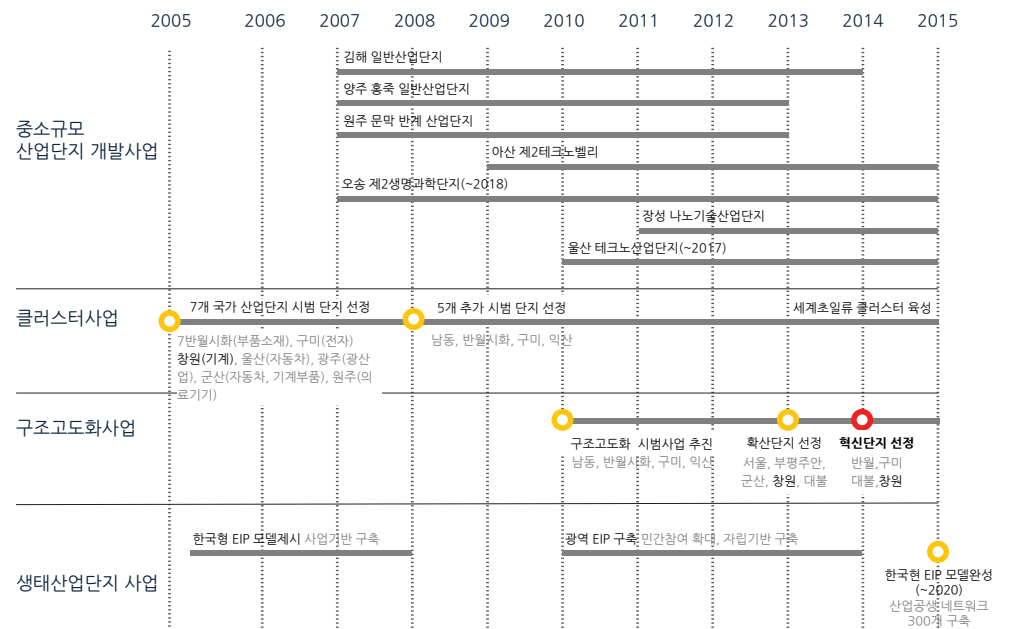 2005 2006 2007 2008 2009 2010 2011 2012 2013 2014 2015
중소규모
산업단지 개발사업
김해 일반산업단지
양주 홍죽 일반산업단지
원주 문막 반계 산업단지
아산 제2테크노벨리
오송 제2생명과학단지(~2018)
장성 나노기술산업단지
울산 테크노산업단지(~2017)
클러스터사업
7개 국가 산업단지 시범 단지 선정
7반월시화(부품소재), 구미(전자)
창원(기계), 울산(자동차), 광주(광산
업), 군산(자동차, 기계부품), 원주(의
료기기)
5개 추가 시범 단지 선정
남동, 반월시화, 구미, 익산
세계초일류 클러스터 육성
구조고도화사업
구조고도화 시범사업 추진
남동, 반월시화, 구미, 익산
확산단지 선정
서울, 부평주안,
군산, 창원, 대불
혁신단지 선정
반월,구미
대불,창원
생태산업단지 사업
한국형 EIP 모델제시 사업기반 구축
광역 EIP 구축 민간참여 확대, 자립기반 구축
한국현 EIP 모델완성
(~2020)
산업공생 네트워크
300개 구축